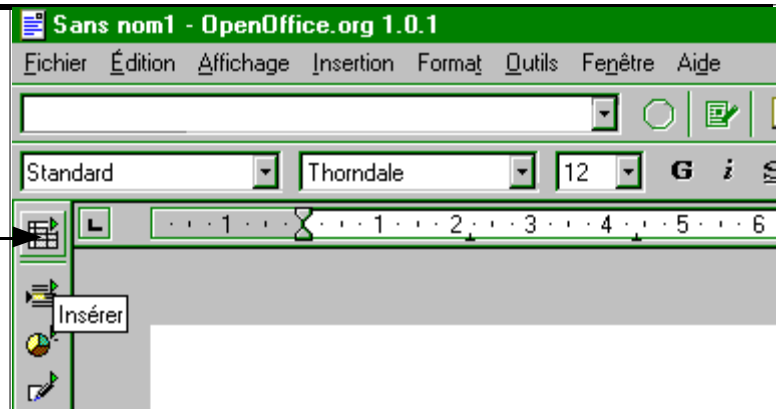 Sans nom1 - OpenOffice.org 1.0.1
Fichier Édition Affichage Insertion Format Outils Fenêtre Aide
Standard Thorndale 12 G i S
1 1 2 3 4 5 6
Insérer